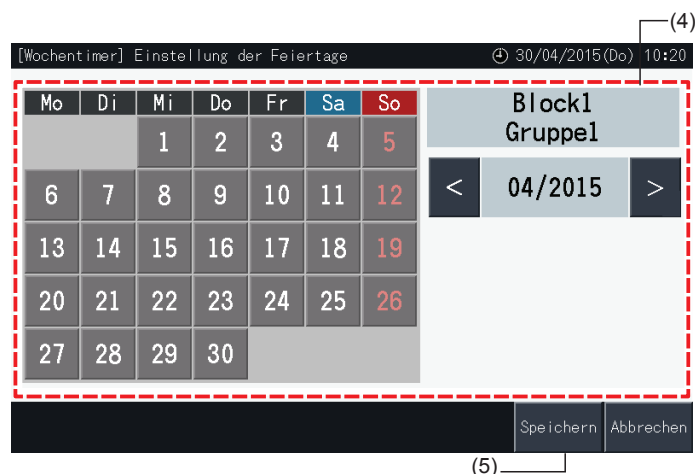 (4)
[Wochentimer] Einstellung der Feiertage 30/04/2015(Do) 10:20
Mo Di Mi Do Fr Sa So
1 2 3 4 5
6 7 8 9 10 11 12
13 14 15 16 17 18 19
20 21 22 23 24 25 26
27 28 29 30
Block1
Gruppe1
< 04/2015 >
Speichern Abbrechen
(5)